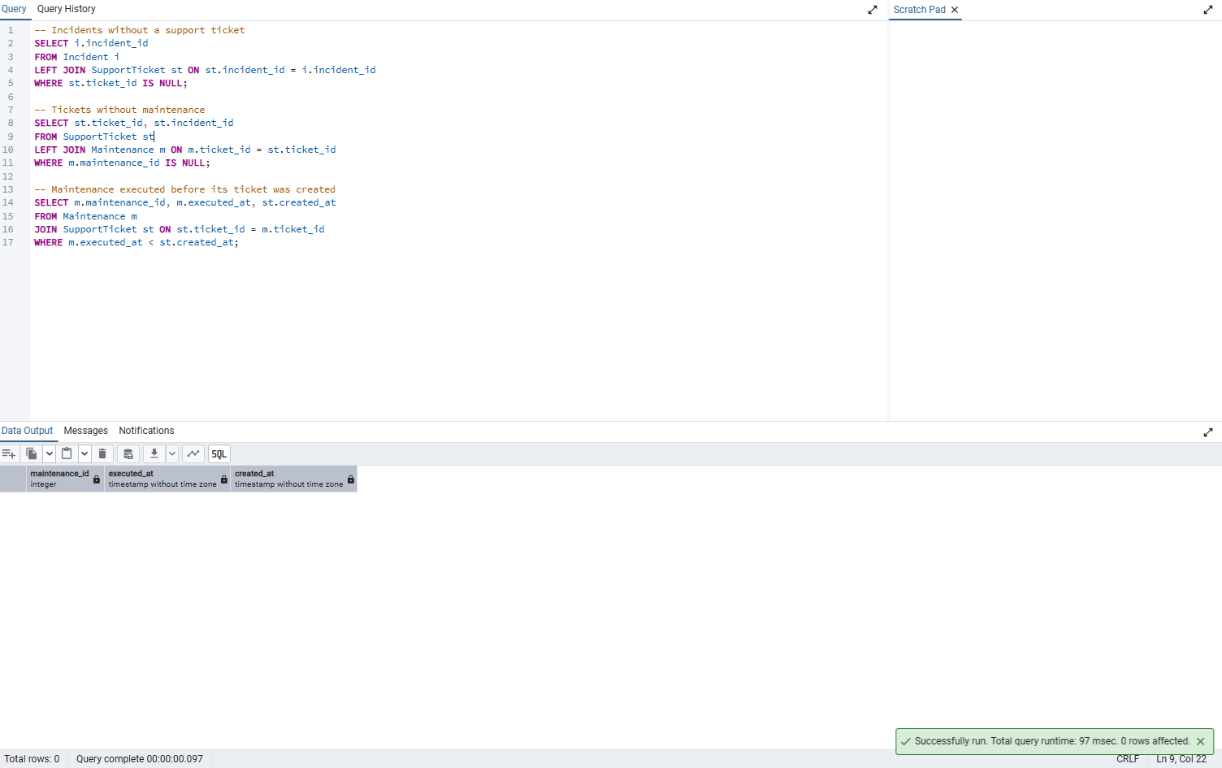 Query Query History
Scratch Pad
1 -- Incidents without a support ticket
2 SELECT i.incident_id
3 FROM Incident i
4 LEFT JOIN SupportTicket st ON st.incident_id = i.incident_id
5 WHERE st.ticket_id IS NULL;
6
7 -- Tickets without maintenance
8 SELECT st.ticket_id, st.incident_id
9 FROM SupportTicket st
10 LEFT JOIN Maintenance m ON m.ticket_id = st.ticket_id
11 WHERE m.maintenance_id IS NULL;
12
13 -- Maintenance executed before its ticket was created
14 SELECT m.maintenance_id, m.executed_at, st.created_at
15 FROM Maintenance m
16 JOIN SupportTicket st ON st.ticket_id = m.ticket_id
17 WHERE m.executed_at < st.created_at;
Data Output Messages Notifications
SQL
maintenance_id executed_at created_at
integer timestamp without time zone timestamp without time zone
Successfully run. Total query runtime: 97 msec. 0 rows affected.
Total rows: 0 Query complete 00:00:00.097 CRLF Ln 9, Col 22